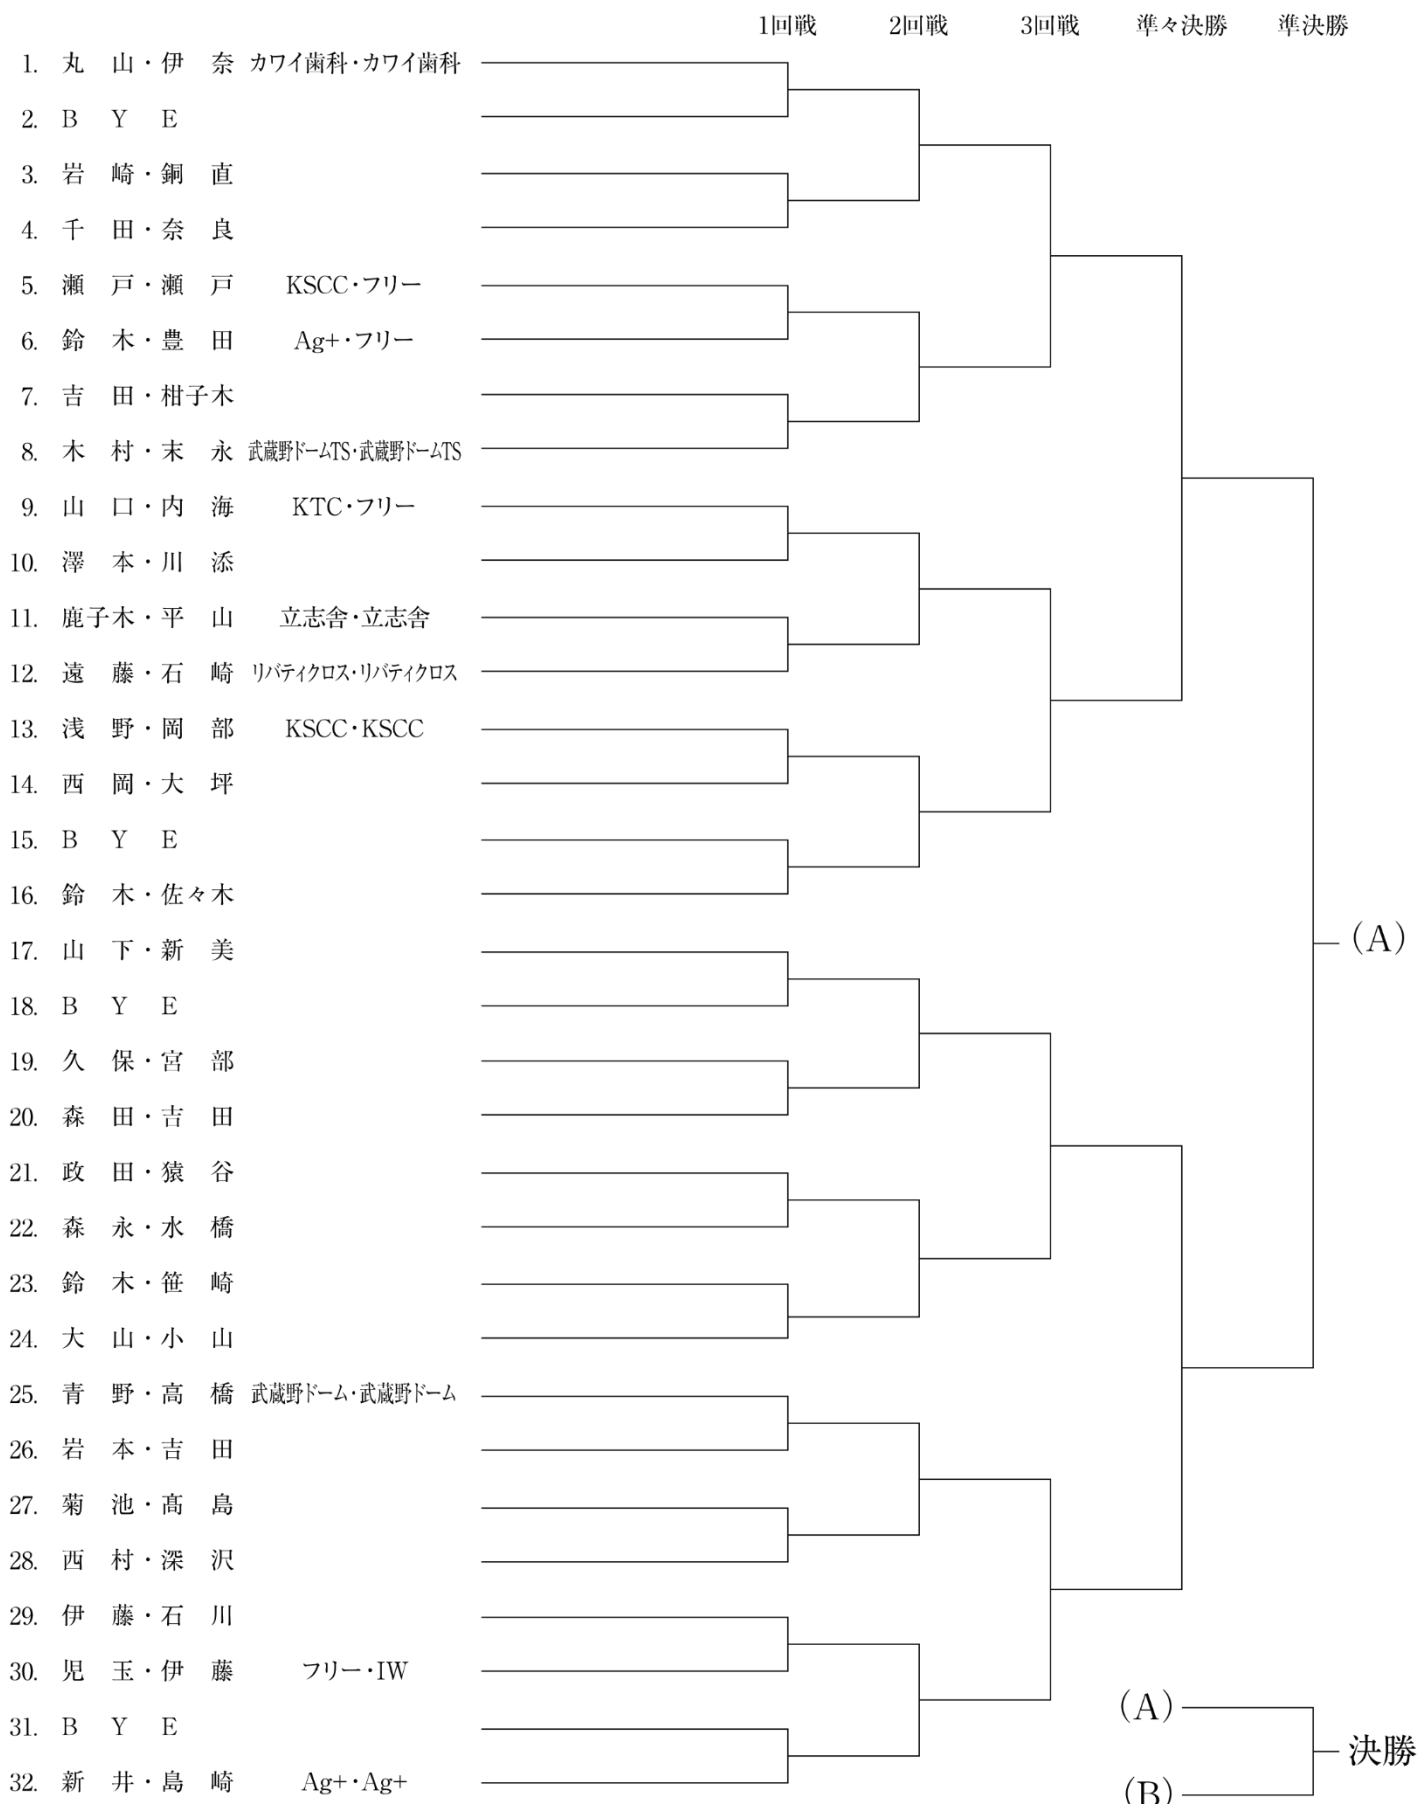 1回戦 2回戦 3回戦 準々決勝 準決勝
1. 丸 山・伊 奈 カワイ歯科・カワイ歯科
2. B Y E
3. 岩 崎・銅 直
4. 千 田・奈 良
5. 瀬 戸・瀬 戸 KSCC・フリー
6. 鈴 木・豊 田 Ag+・フリー
7. 吉 田・柑子木
8. 木 村・末 永 武蔵野ドームTS・武蔵野ドームTS
9. 山 口・内 海 KTC・フリー
10. 澤 本・川 添
11. 鹿子木・平 山 立志舎・立志舎
12. 遠 藤・石 崎 リバティクロス・リバティクロス
13. 浅 野・岡 部 KSCC・KSCC
14. 西 岡・大 坪
15. B Y E
16. 鈴 木・佐々木
17. 山 下・新 美
(A)
18. B Y E
19. 久 保・宮 部
20. 森 田・吉 田
21. 政 田・猿 谷
22. 森 永・水 橋
23. 鈴 木・笹 崎
24. 大 山・小 山
25. 青 野・高 橋 武蔵野ドーム・武蔵野ドーム
26. 岩 本・吉 田
27. 菊 池・髙 島
28. 西 村・深 沢
29. 伊 藤・石 川
30. 児 玉・伊 藤 フリー・IW
31. B Y E
(A)
決勝
32. 新 井・島 崎 Ag+・Ag+
(B)